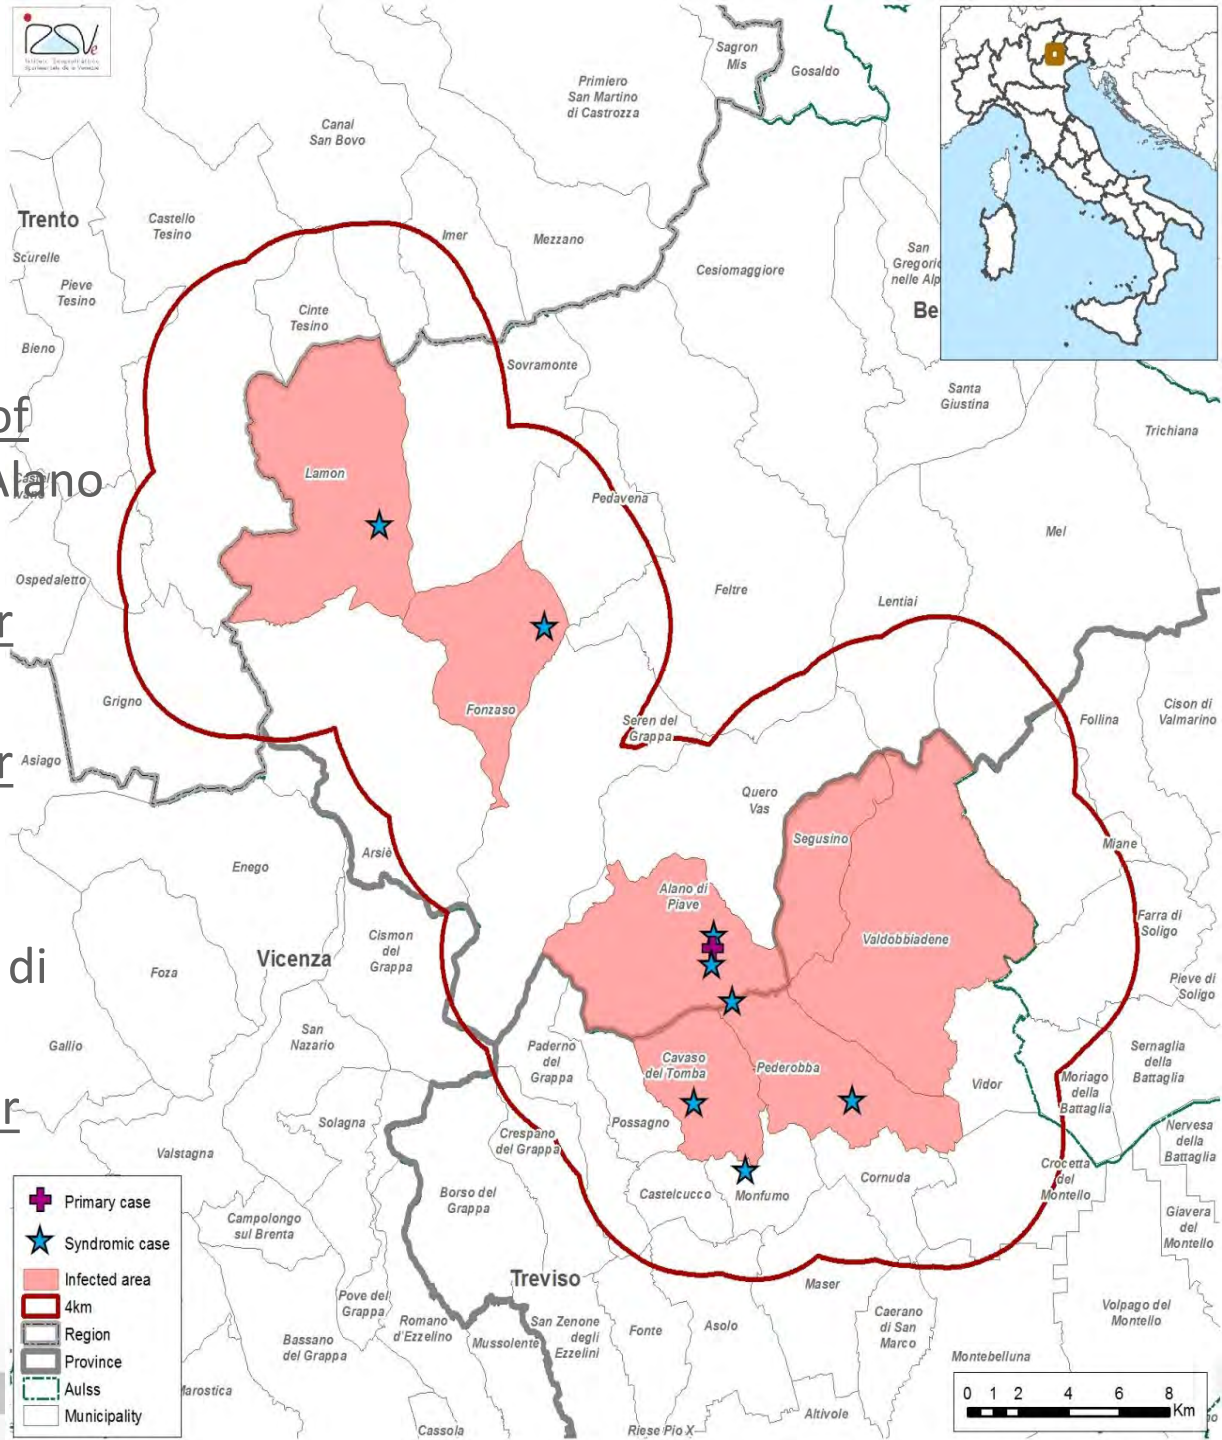 IZSVe
Sagron
Mis
Gosaldo
Primiero
San Martino
di Castrozza
Canal
San Bovo
Trento
Castello
Tesino
Imer
Mezzano
Scurelle
Pieve
Tesino
Cesiomaggiore
San
Gregorio
nelle Alp
Be
Cinte
Tesino
Bieno
Sovramonte
Santa
Giustina
Trichiana
of
Alano
Lamon
Pedavena
Mel
Ospedaletto
Feltre
Lentiai
r
Grigno
Fonzaso
Seren del
Grappa
Follina
Cison di
Valmarino
Asiago
r
Quero
Vas
Segusino
Miane
Arsiè
Enego
Alano di
Piave
Farra di
Soligo
Cismon
del
Grappa
Valdobbiadene
Vicenza
di
Foza
Pieve di
Soligo
San
Nazario
Gallio
Paderno
del
Grappa
Cavaso
del Tomba
Pederobba
Sernaglia
della
Battaglia
Vidor
Moriago
della
Battaglia
r
Solagna
Possagno
Crespano
del Grappa
Nervesa
della
Battaglia
Valstagna
Cornuda
Crocetta
del
Montello
Castelcucco
Monfumo
Borso del
Grappa
Campolongo
sul Brenta
Giavera
del
Montello
Primary case
Syndromic case
Infected area
4km
Region
Province
Aulss
Municipality
Treviso
Maser
Pove del
Grappa
Romano
d'Ezzelino
Mussolente
San Zenone
degli
Ezzelini
Fonte
Asolo
Caerano
di San
Marco
Volpago del
Montello
Bassano
del Grappa
Montebelluna
Marostica
Altivole
Cassola
Riese Pio X
0 1 2 4 6 8
Km